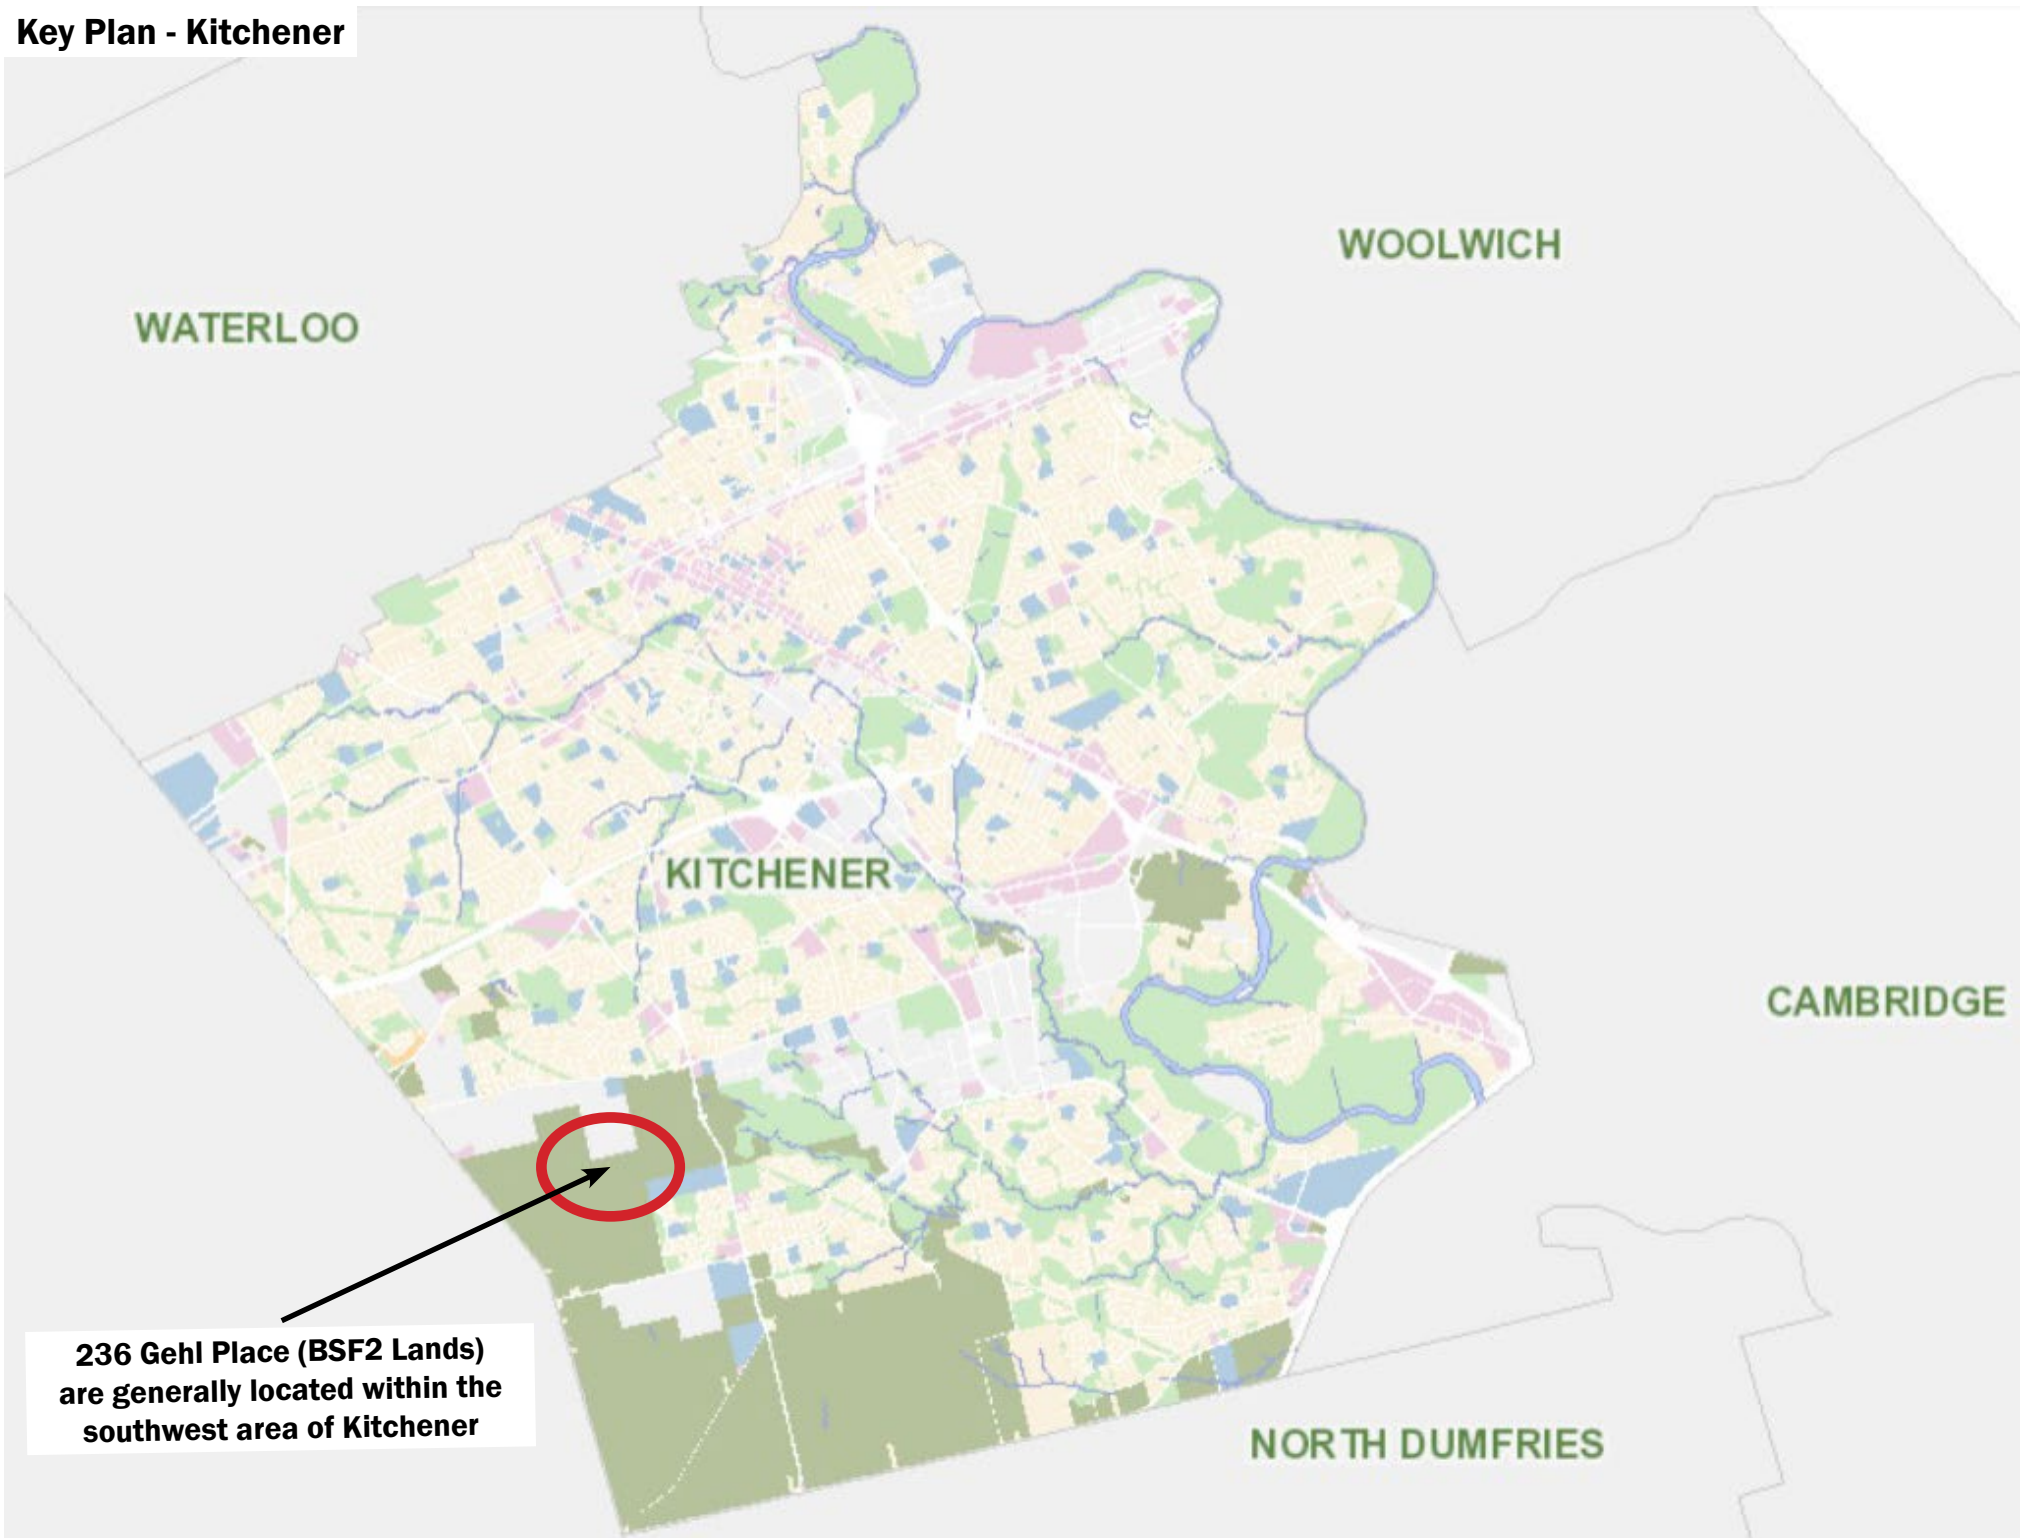 Key Plan - Kitchener
WOOLWICH
WATERLOO
KITCHENER
CAMBRIDGE
236 Gehl Place (BSF2 Lands)
are generally located within the
southwest area of Kitchener
NORTH DUMFRIES